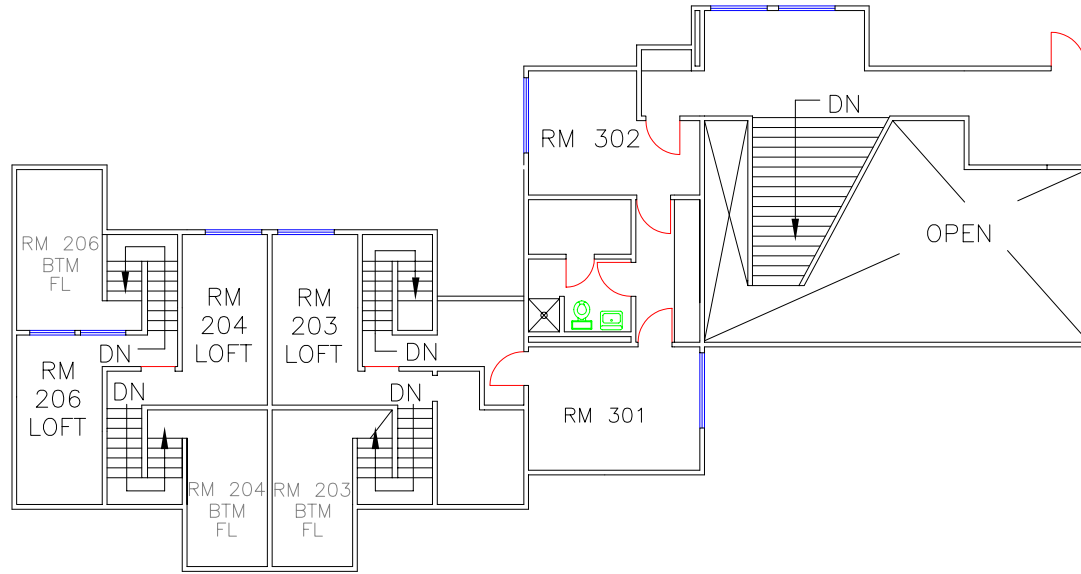 DN
RM 302
OPEN
RM 206
BTM
FL
RM
204
LOFT
RM
203
LOFT
DN
DN
RM
206
LOFT
DN
DN
RM 301
RM 204
BTM
FL
RM 203
BTM
FL